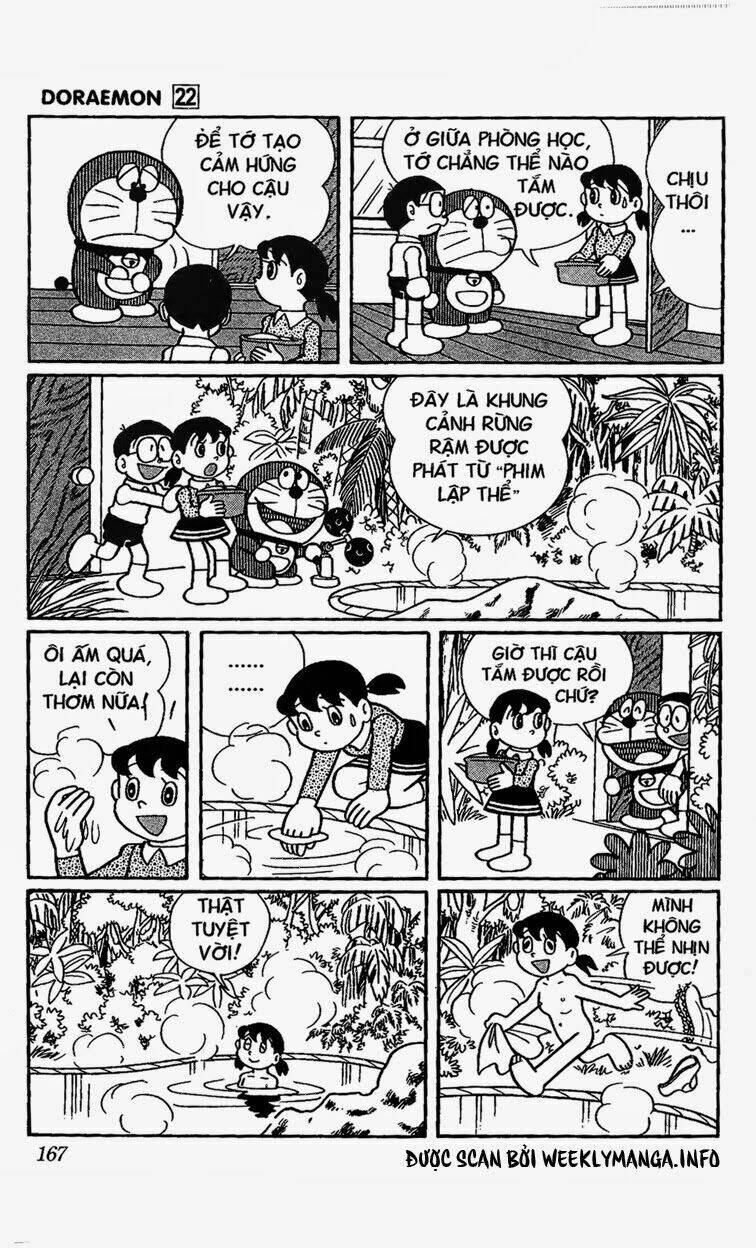 DORAEMON 22
ĐỂ TỚ TẠO
CẢM HỨNG
CHO CẬU
VẬY.
Ở GIỮA PHÒNG HỌC,
TỚ CHẲNG THỂ NÀO
TẮM
ĐƯỢC.
CHỊU
THÔI
...
ĐÂY LÀ KHUNG
CẢNH RỪNG
RẬM ĐƯỢC
PHÁT TỪ "PHIM
LẬP THỂ"
ÔI ẤM QUÁ,
LẠI CÒN
THƠM NỮA!
......
......
GIỜ THÌ CẬU
TẮM ĐƯỢC RỒI
CHỨ?
THẬT
TUYỆT
VỜI!
MÌNH
KHÔNG
THỂ NHỊN
ĐƯỢC!
167
ĐƯỢC SCAN BỞI WEEKLYMANGA.INFO